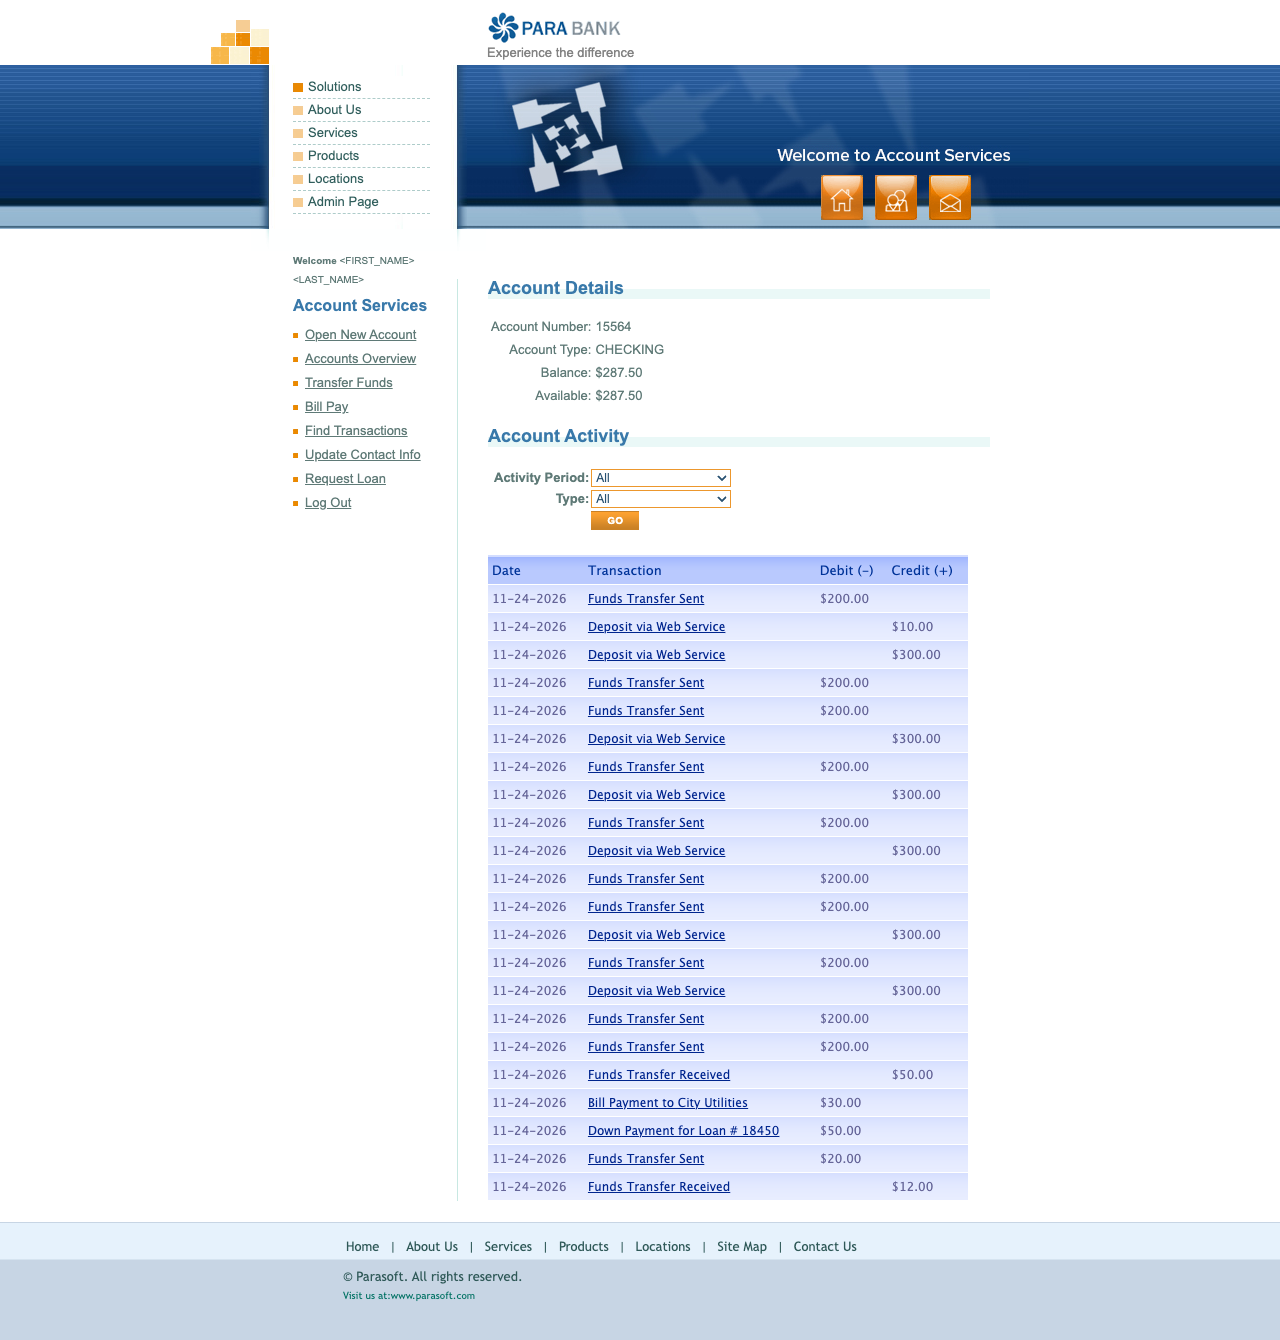 PARA BANK
Experience the difference
Solutions
About Us
Services
Products
Locations
Admin Page
Welcome to Account Services
Welcome <FIRST_NAME>
<LAST_NAME>
Account Services
Open New Account
Accounts Overview
Transfer Funds
Bill Pay
Find Transactions
Update Contact Info
Request Loan
Log Out
Account Details
Account Number: 15564
Account Type: CHECKING
Balance: $287.50
Available: $287.50
Account Activity
Activity Period: All
Type: All
GO
Date Transaction Debit (-) Credit (+)
11-24-2026 Funds Transfer Sent $200.00
11-24-2026 Deposit via Web Service $10.00
11-24-2026 Deposit via Web Service $300.00
11-24-2026 Funds Transfer Sent $200.00
11-24-2026 Funds Transfer Sent $200.00
11-24-2026 Deposit via Web Service $300.00
11-24-2026 Funds Transfer Sent $200.00
11-24-2026 Deposit via Web Service $300.00
11-24-2026 Funds Transfer Sent $200.00
11-24-2026 Deposit via Web Service $300.00
11-24-2026 Funds Transfer Sent $200.00
11-24-2026 Funds Transfer Sent $200.00
11-24-2026 Deposit via Web Service $300.00
11-24-2026 Funds Transfer Sent $200.00
11-24-2026 Deposit via Web Service $300.00
11-24-2026 Funds Transfer Sent $200.00
11-24-2026 Funds Transfer Sent $200.00
11-24-2026 Funds Transfer Received $50.00
11-24-2026 Bill Payment to City Utilities $30.00
11-24-2026 Down Payment for Loan # 18450 $50.00
11-24-2026 Funds Transfer Sent $20.00
11-24-2026 Funds Transfer Received $12.00
Home | About Us | Services | Products | Locations | Site Map | Contact Us
© Parasoft. All rights reserved.
Visit us at:www.parasoft.com